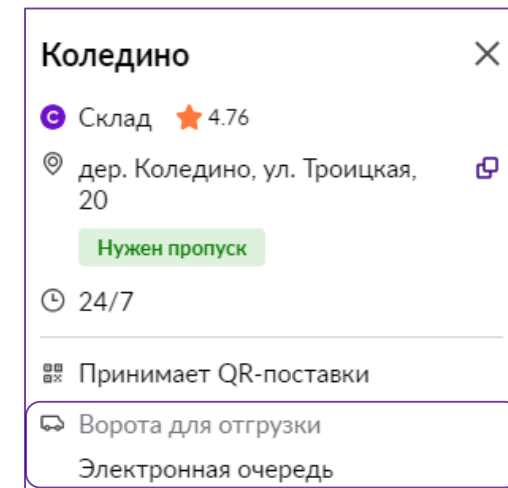 Коледино
С Склад 4.76
дер. Коледино, ул. Троицкая,
20
Нужен пропуск
24/7
Принимает QR-поставки
Ворота для отгрузки
Электронная очередь